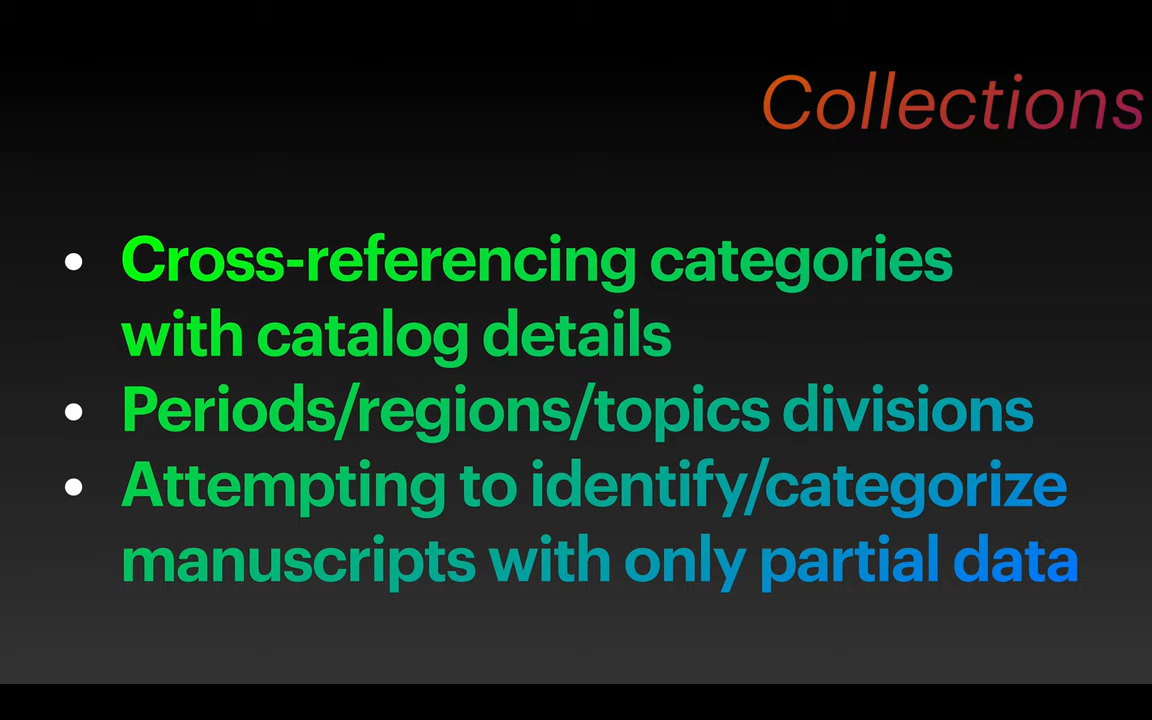 Collections
• Cross-referencing categories
with catalog details
• Periods/regions/topics divisions
• Attempting to identify/categorize
manuscripts with only partial data